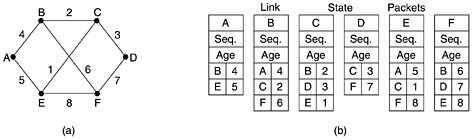 Link State Packets
B 2 C
4 3
A D
1 6
5 7
E 8 F
A B C D E F
Seq. Seq. Seq. Seq. Seq. Seq.
Age Age Age Age Age Age
B 4 A 4 B 2 C 3 A 5 B 6
E 5 C 2 D 3 F 7 C 1 D 7
F 6 E 1 F 8 E 8
(a) (b)